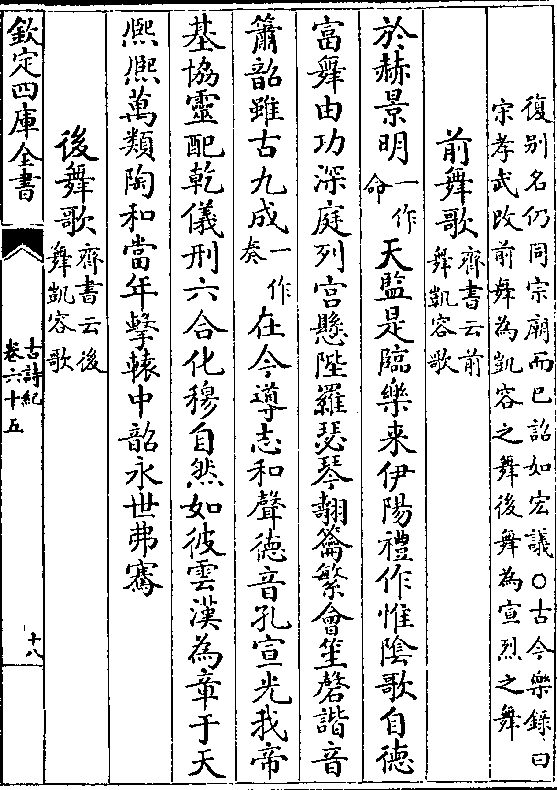 復别名仍同宗廟而已詔如宏議○古今樂録曰
宗孝武改前舞為凱容之舞後舞為宣烈之舞
前舞歌齊書云前
舞凱容歌
於赫景明一作
命天監是臨樂来伊陽禮作惟陰歌自徳
富舞由功深庭列宫懸陛羅瑟琴翿籥繁會笙磬諧音
簫韶雖古九成一作
奏在今導志和聲徳音孔宣光我帝
基協靈配乾儀刑六合化穆自然如彼雲漢為章于天
熈熈萬類陶和當年擊轅中韶永世弗騫
後舞歌齊書云後
舞凱容歌
欽定四庫全書
古詩紀
卷六十五
十八